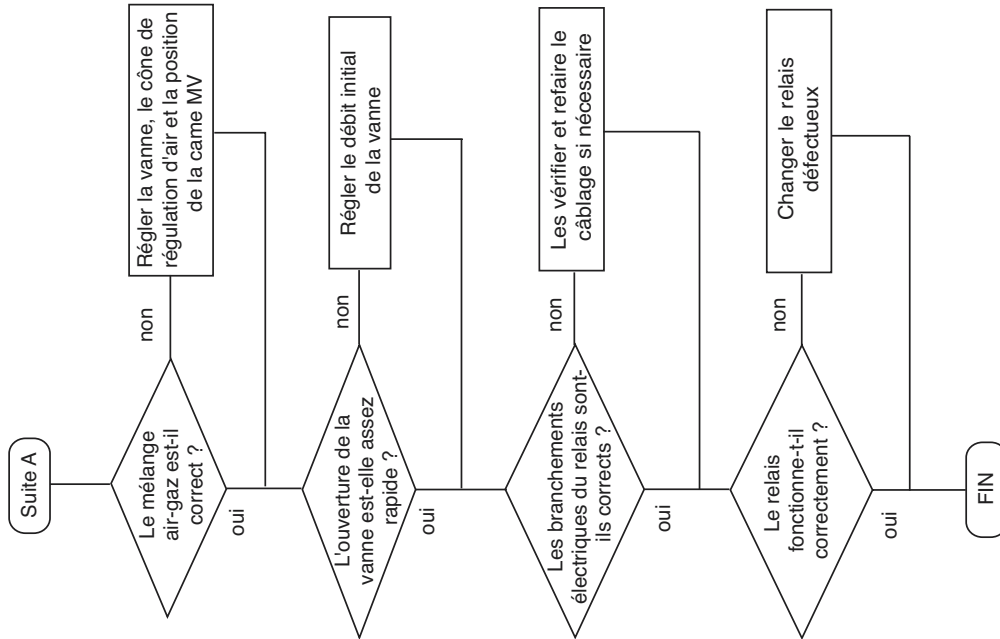 Suite A
Le mélange
air-gaz est-il
correct ?
non
Régler la vanne, le cône de
régulation d'air et la position
de la came MV
oui
L'ouverture de la
vanne est-elle assez
rapide ?
non
Régler le débit initial
de la vanne
oui
Les branchements
électriques du relais sont-
ils corrects ?
non
Les vérifier et refaire le
câblage si nécessaire
oui
Le relais
fonctionne-t-il
correctement ?
non
Changer le relais
défectueux
oui
FIN